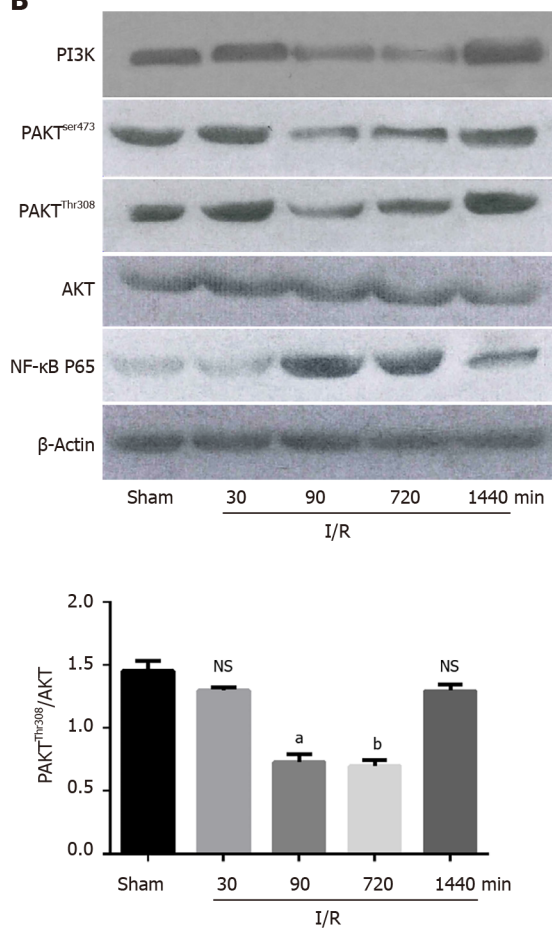 B
PI3K
PAKTser473
PAKTThr308
AKT
NF-κB P65
β-Actin
Sham 30 90 720 1440 min
I/R
2.0
1.5
1.0
0.5
0.0
PAKTThr308/AKT
NS
a
b
NS
Sham 30 90 720 1440 min
I/R